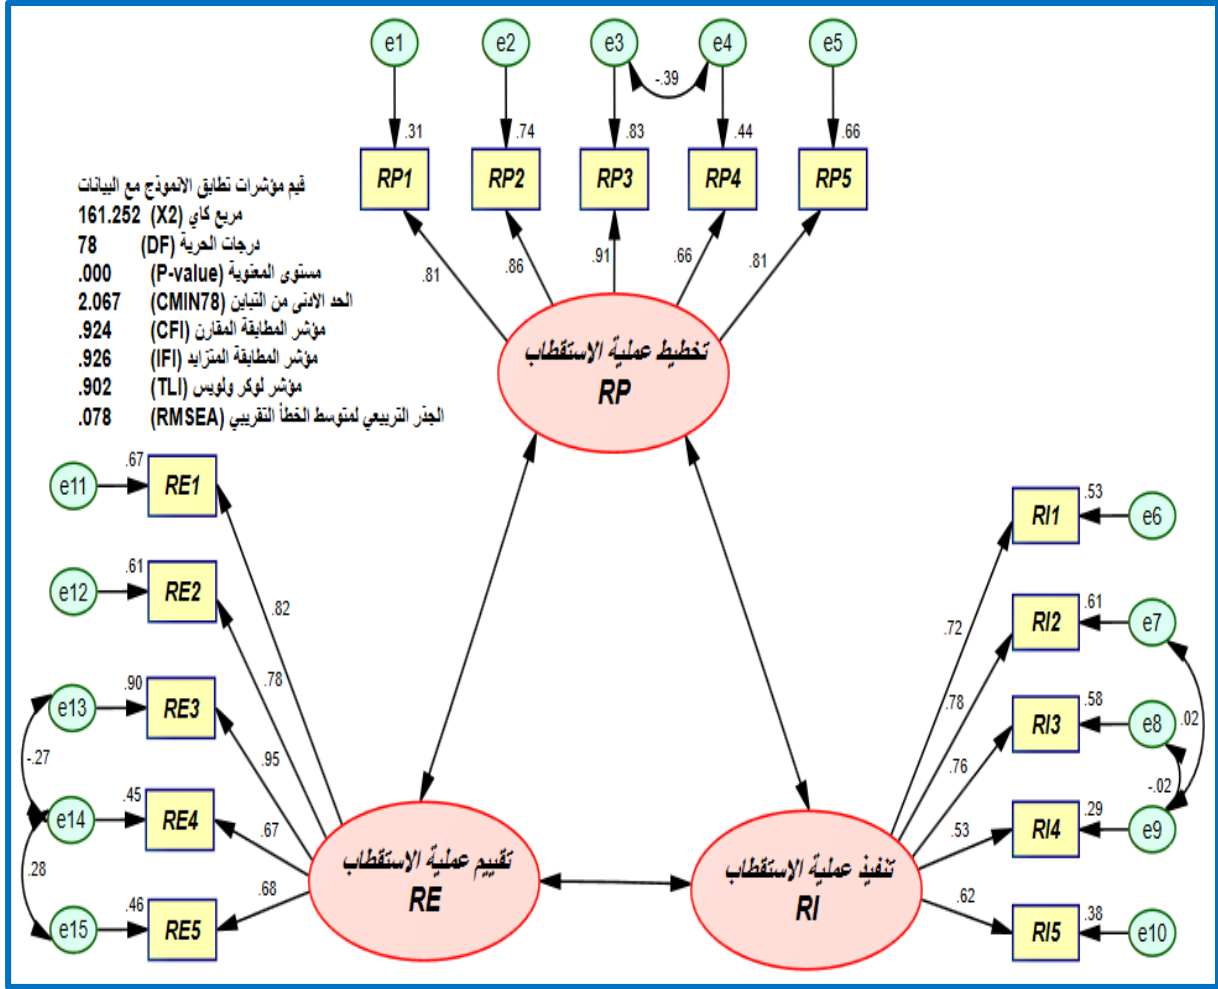 e1 e2 e3 e4 e5
-.39
.31 .74 .83 .44 .66
RP1 RP2 RP3 RP4 RP5
.81 .86 .91 .66 .81
قيم مؤشرات تطابق الانموذج مع البيانات
مربع كاي (X2) 161.252
درجات الحرية (DF) 78
مستوى المعنوية (P-value) .000
الحد الادنى من التباين (CMIN78) 2.067
مؤشر المطابقة المقارن (CFI) .924
مؤشر المطابقة المتزايد (IFI) .926
مؤشر لوكر ولويس (TLI) .902
الجذر التربيعي لمتوسط الخطأ التقريبي (RMSEA) .078
تخطيط عملية الاستقطاب
RP
e11 .67 RE1
e12 .61 RE2
e13 .90 RE3
e14 .45 RE4
e15 .46 RE5
-.27
.28
.82
.78
.95
.67
.68
تقييم عملية الاستقطاب
RE
RI1 .53 e6
RI2 .61 e7
RI3 .58 e8
RI4 .29 e9
RI5 .38 e10
.02
-.02
.72
.78
.76
.53
.62
تنفيذ عملية الاستقطاب
RI